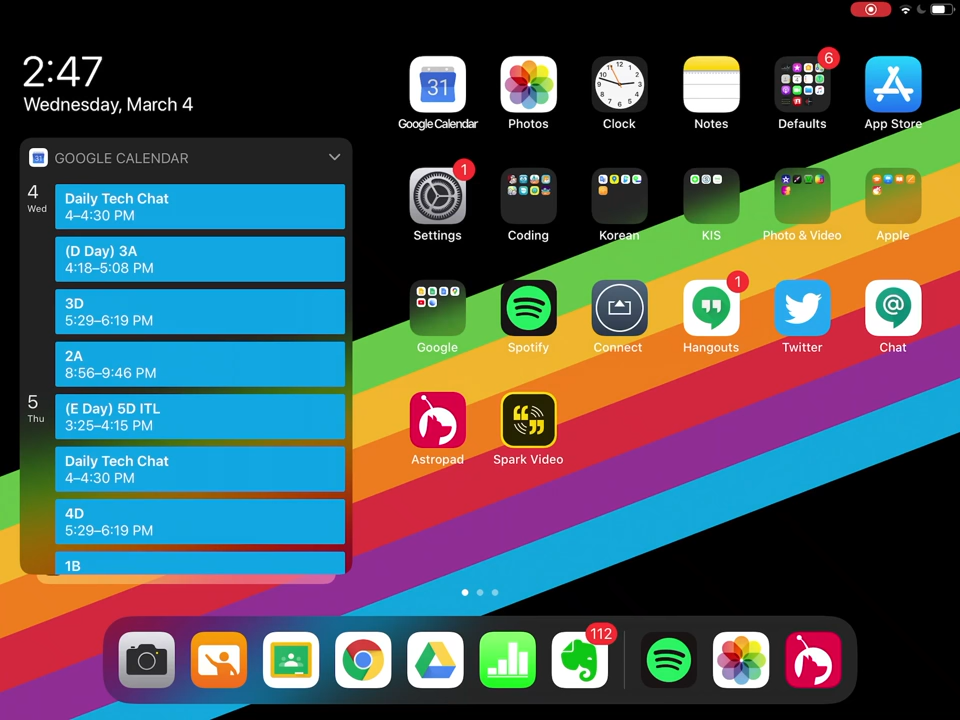 2:47
Wednesday, March 4
31
GOOGLE CALENDAR
4
Wed
Daily Tech Chat
4–4:30 PM
(D Day) 3A
4:18–5:08 PM
3D
5:29–6:19 PM
2A
8:56–9:46 PM
5
Thu
(E Day) 5D ITL
3:25–4:15 PM
Daily Tech Chat
4–4:30 PM
4D
5:29–6:19 PM
1B
31
6
Google Calendar
Photos
Clock
Notes
Defaults
App Store
1
Settings
Coding
Korean
KIS
Photo & Video
Apple
1
Google
Spotify
Connect
Hangouts
Twitter
Chat
Astropad
Spark Video
112